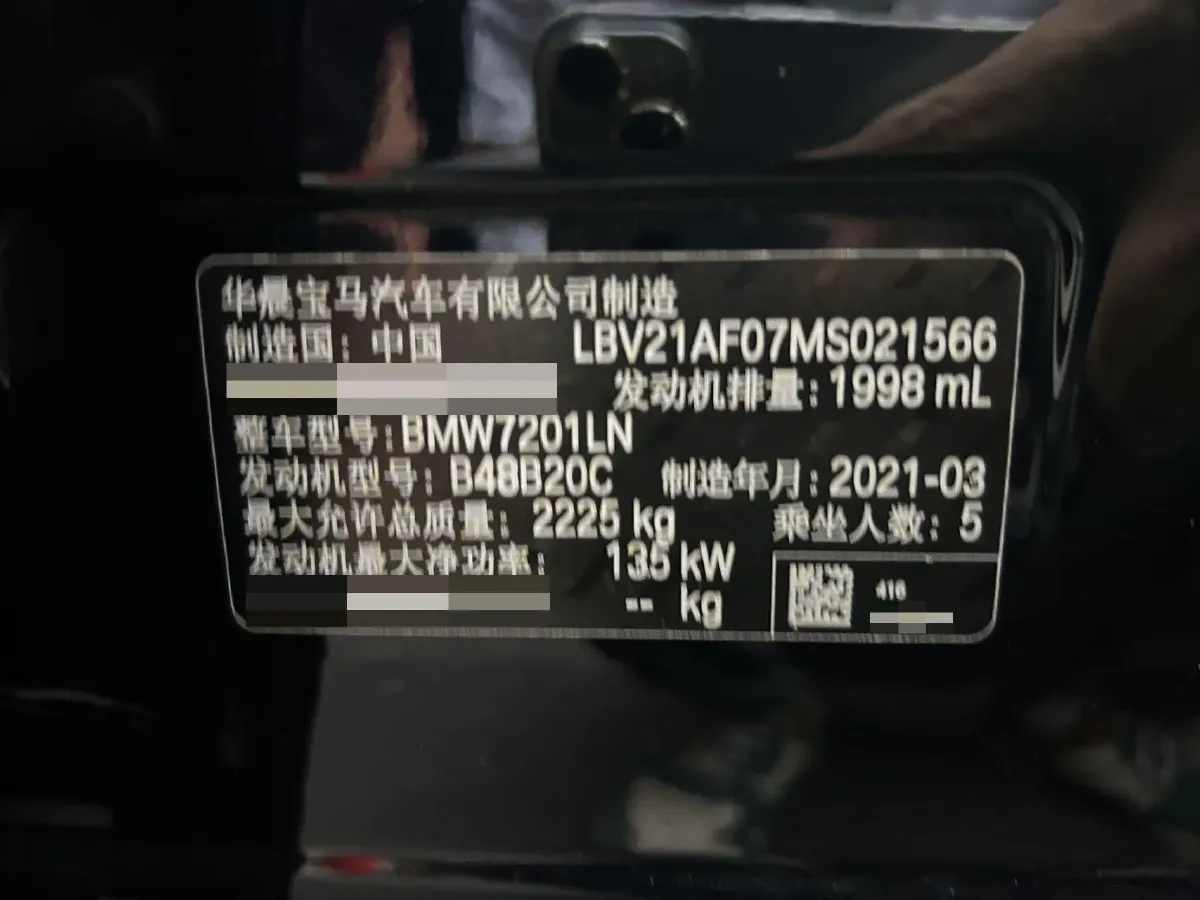 华晨宝马汽车有限公司制造
制造国：中国 LBV21AF07MS021566
发动机排量：1998 mL
整车型号：BMW7201LN
发动机型号：B48B20C 制造年月：2021-03
最大允许总质量：2225 kg 乘坐人数：5
发动机最大净功率：135 kW
-- kg
416